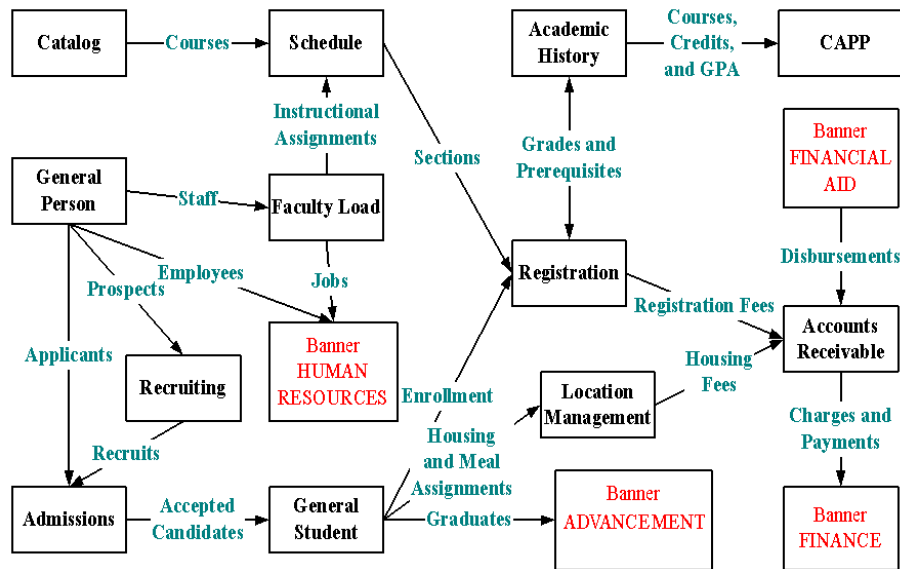 Catalog
Courses
Schedule
Academic
History
Courses,
Credits,
and GPA
CAPP
Instructional
Assignments
Sections
Grades and
Prerequisites
Banner
FINANCIAL
AID
General
Person
Staff
Faculty Load
Employees
Prospects
Jobs
Registration
Disbursements
Registration Fees
Accounts
Receivable
Applicants
Recruiting
Banner
HUMAN
RESOURCES
Enrollment
Location
Management
Housing
Fees
Charges and
Payments
Recruits
Housing
and Meal
Assignments
Admissions
Accepted
Candidates
General
Student
Graduates
Banner
ADVANCEMENT
Banner
FINANCE